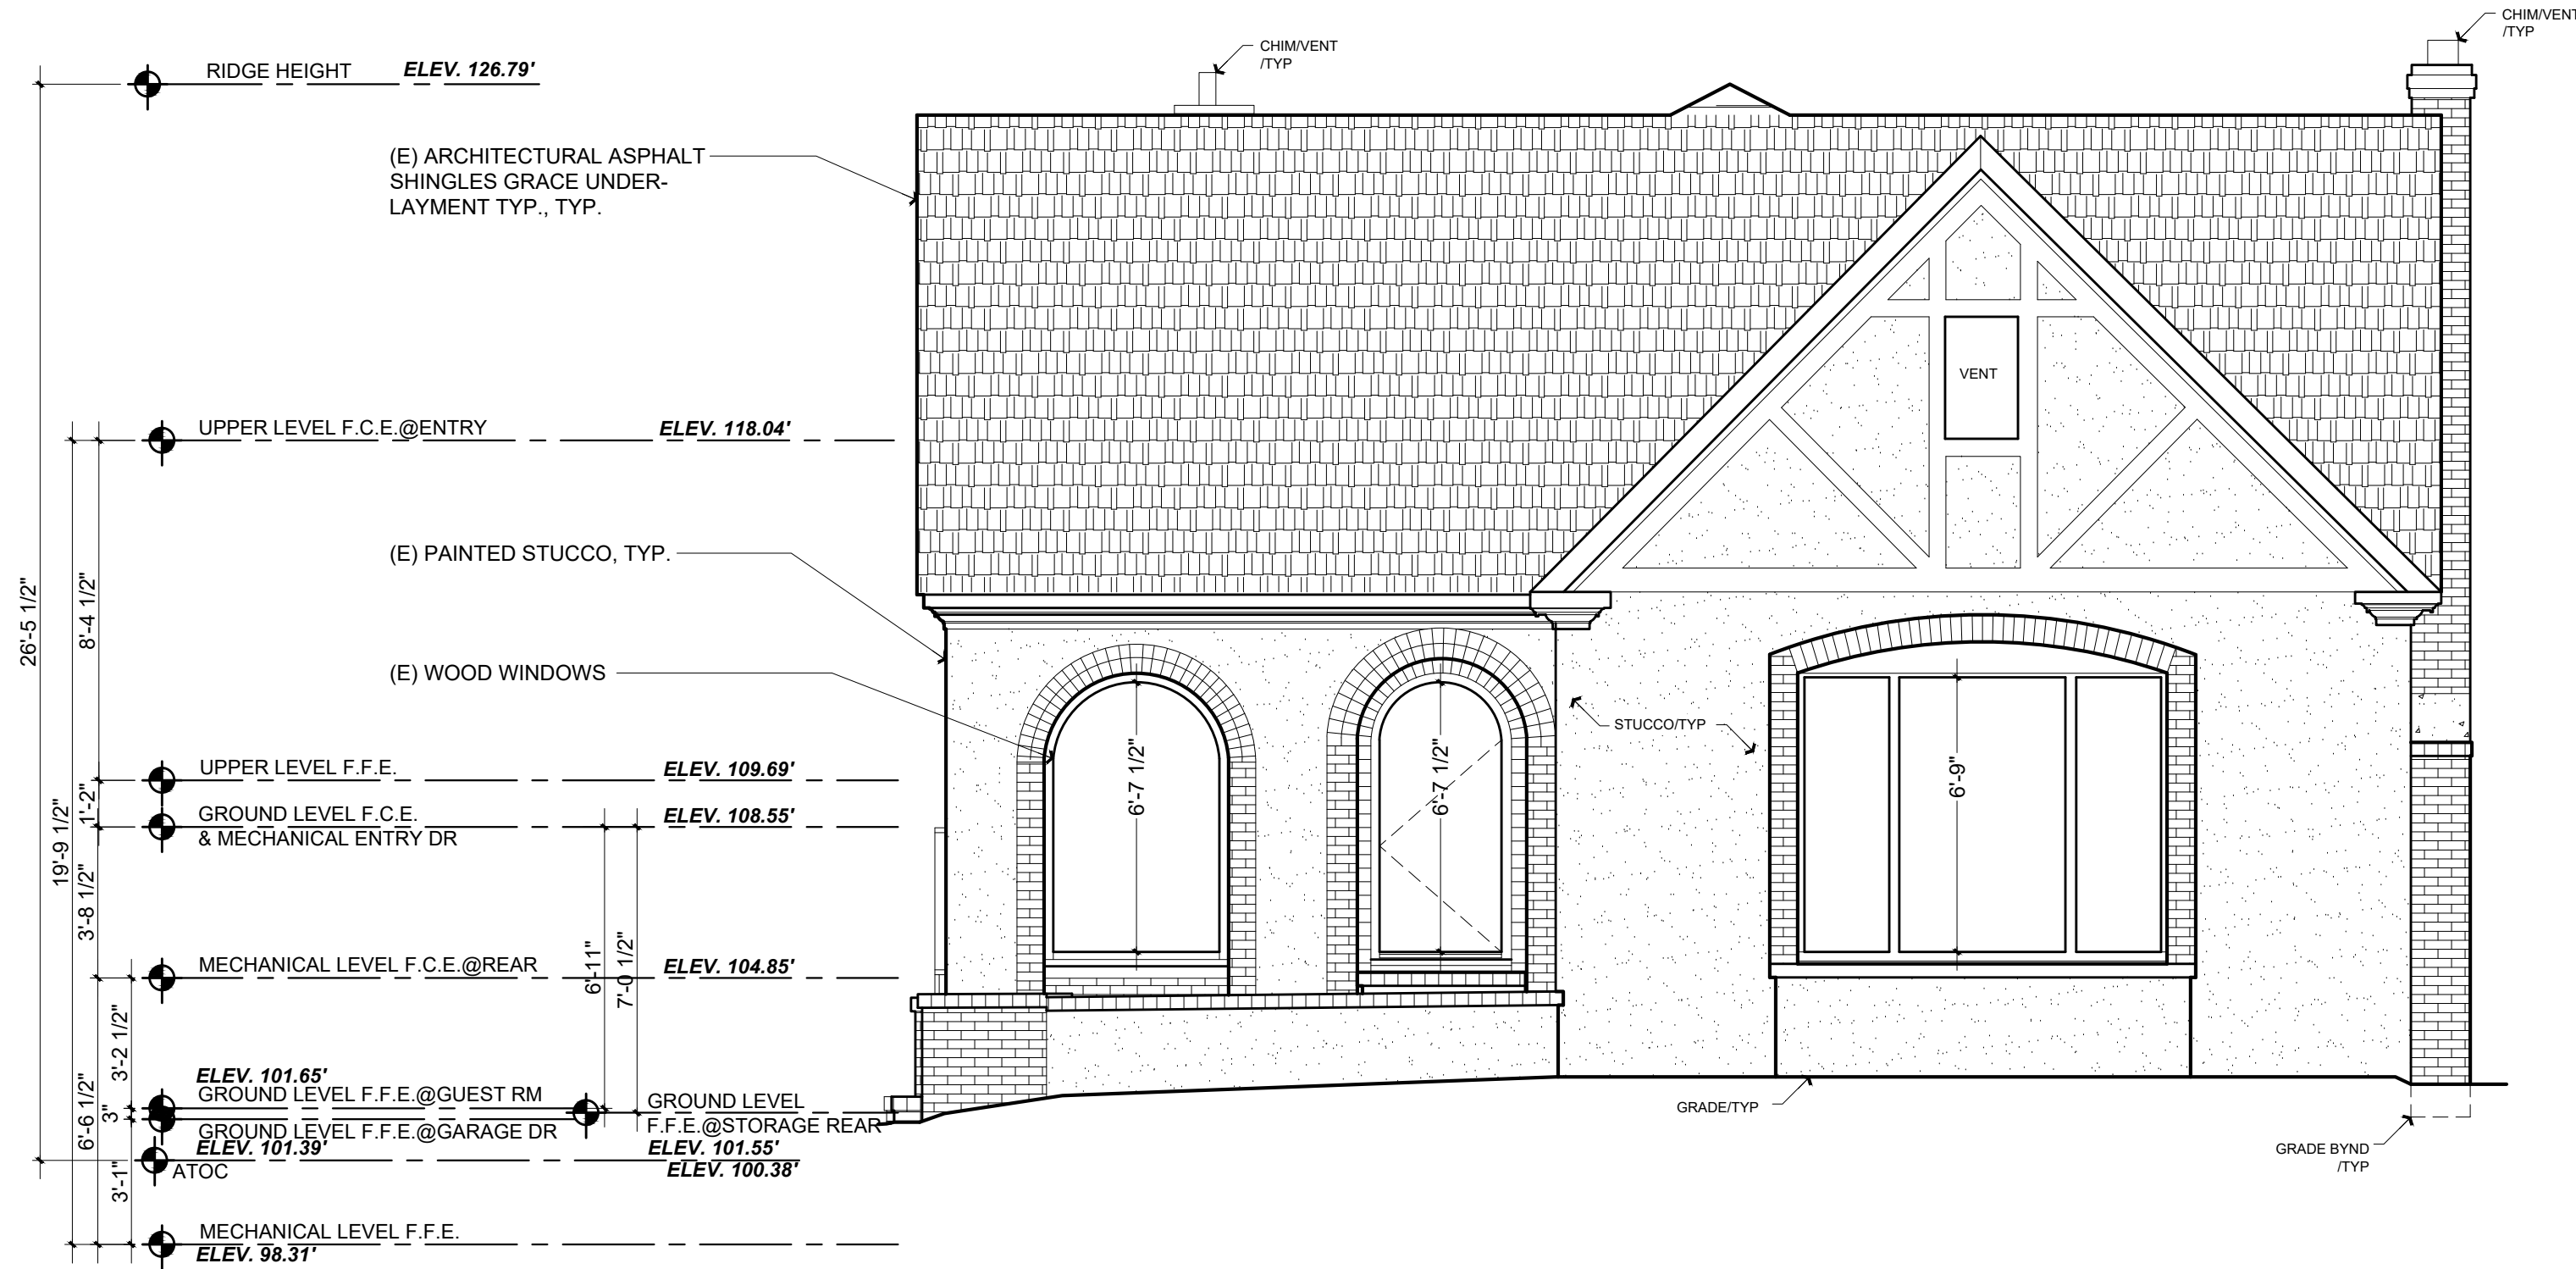 CHIM/VENT
/TYP
CHIM/VENT
/TYP
RIDGE HEIGHT ELEV. 126.79'
(E) ARCHITECTURAL ASPHALT
SHINGLES GRACE UNDER-
LAYMENT TYP., TYP.
VENT
UPPER LEVEL F.C.E.@ENTRY ELEV. 118.04'
(E) PAINTED STUCCO, TYP.
26'-5 1/2"
8'-4 1/2"
(E) WOOD WINDOWS
STUCCO/TYP
6'-7 1/2"
6'-7 1/2"
6'-9"
UPPER LEVEL F.F.E. ELEV. 109.69'
1'-2"
19'-9 1/2"
GROUND LEVEL F.C.E. ELEV. 108.55'
& MECHANICAL ENTRY DR
3'-8 1/2"
6'-11"
7'-0 1/2"
MECHANICAL LEVEL F.C.E.@REAR ELEV. 104.85'
3'-2 1/2"
6'-6 1/2"
3"
3'-1"
ELEV. 101.65'
GROUND LEVEL F.F.E.@GUEST RM
GROUND LEVEL F.F.E.@GARAGE DR
ELEV. 101.39'
GROUND LEVEL
F.F.E.@STORAGE REAR
ELEV. 101.55'
ATOC ELEV. 100.38'
MECHANICAL LEVEL F.F.E.
ELEV. 98.31'
GRADE/TYP
GRADE BYND
/TYP